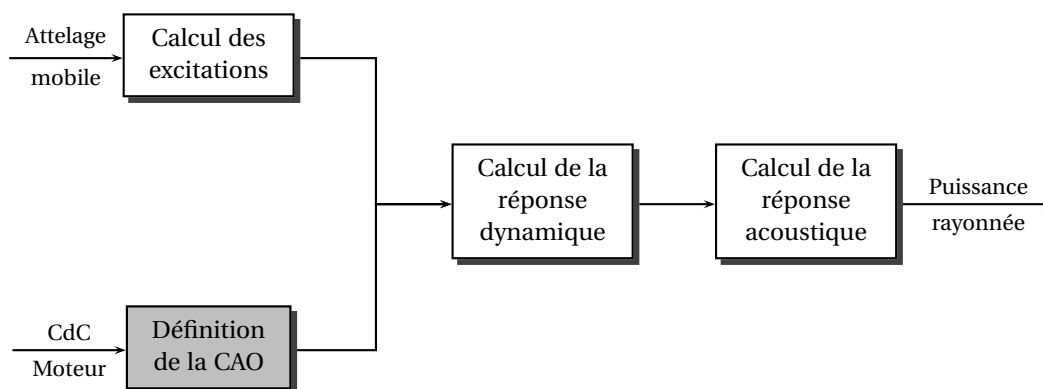 Attelage
mobile
Calcul des
excitations
Calcul de la
réponse
dynamique
Calcul de la
réponse
acoustique
Puissance
rayonnée
CdC
Moteur
Définition
de la CAO